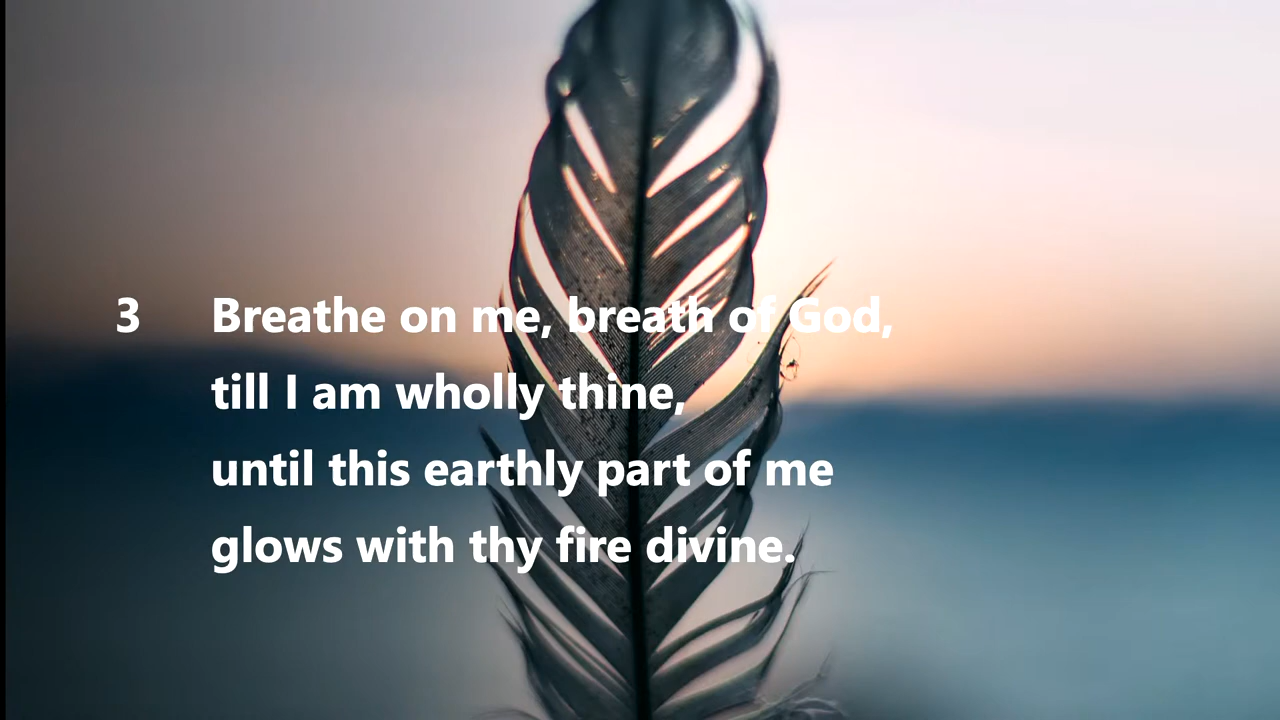 3 Breathe on me, breath of God,
till I am wholly thine,
until this earthly part of me
glows with thy fire divine.